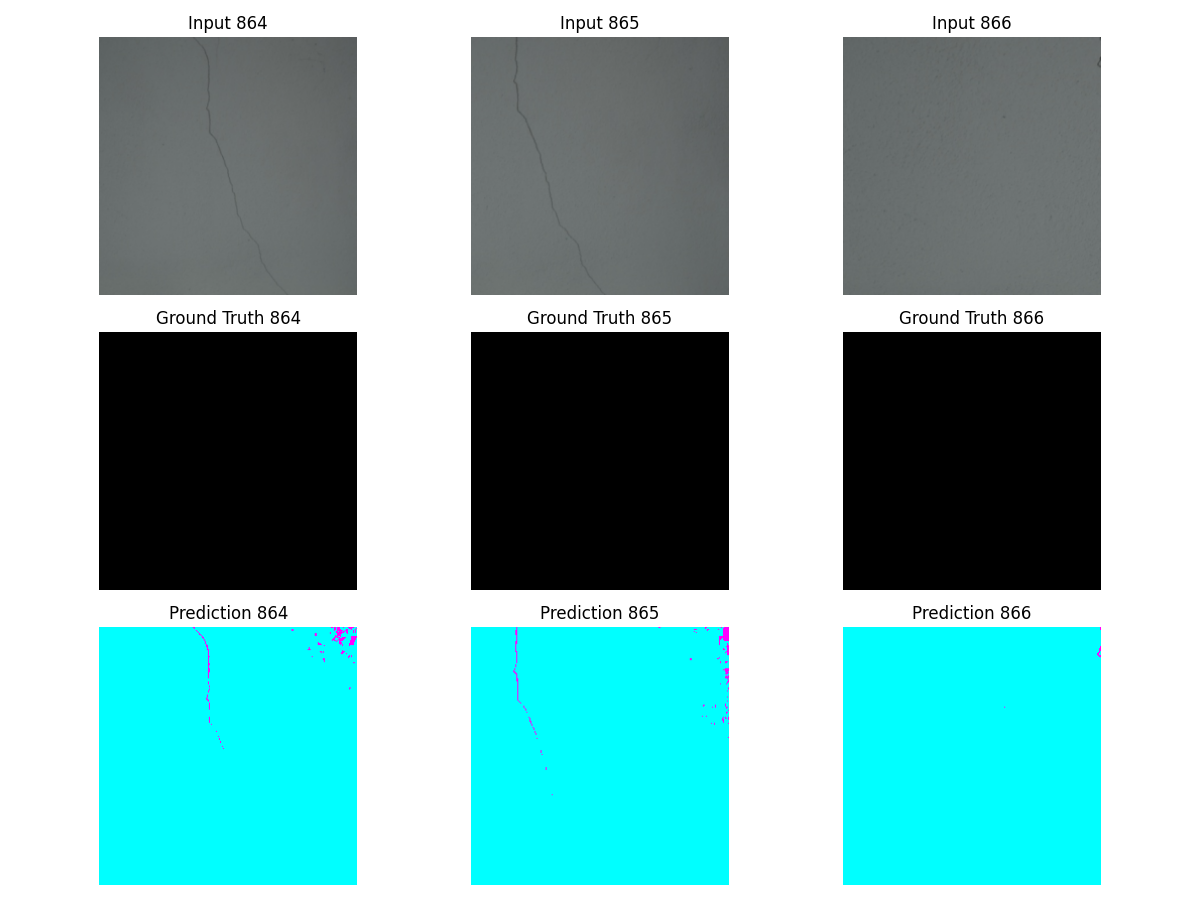 Input 864
Input 865
Input 866
Ground Truth 864
Ground Truth 865
Ground Truth 866
Prediction 864
Prediction 865
Prediction 866